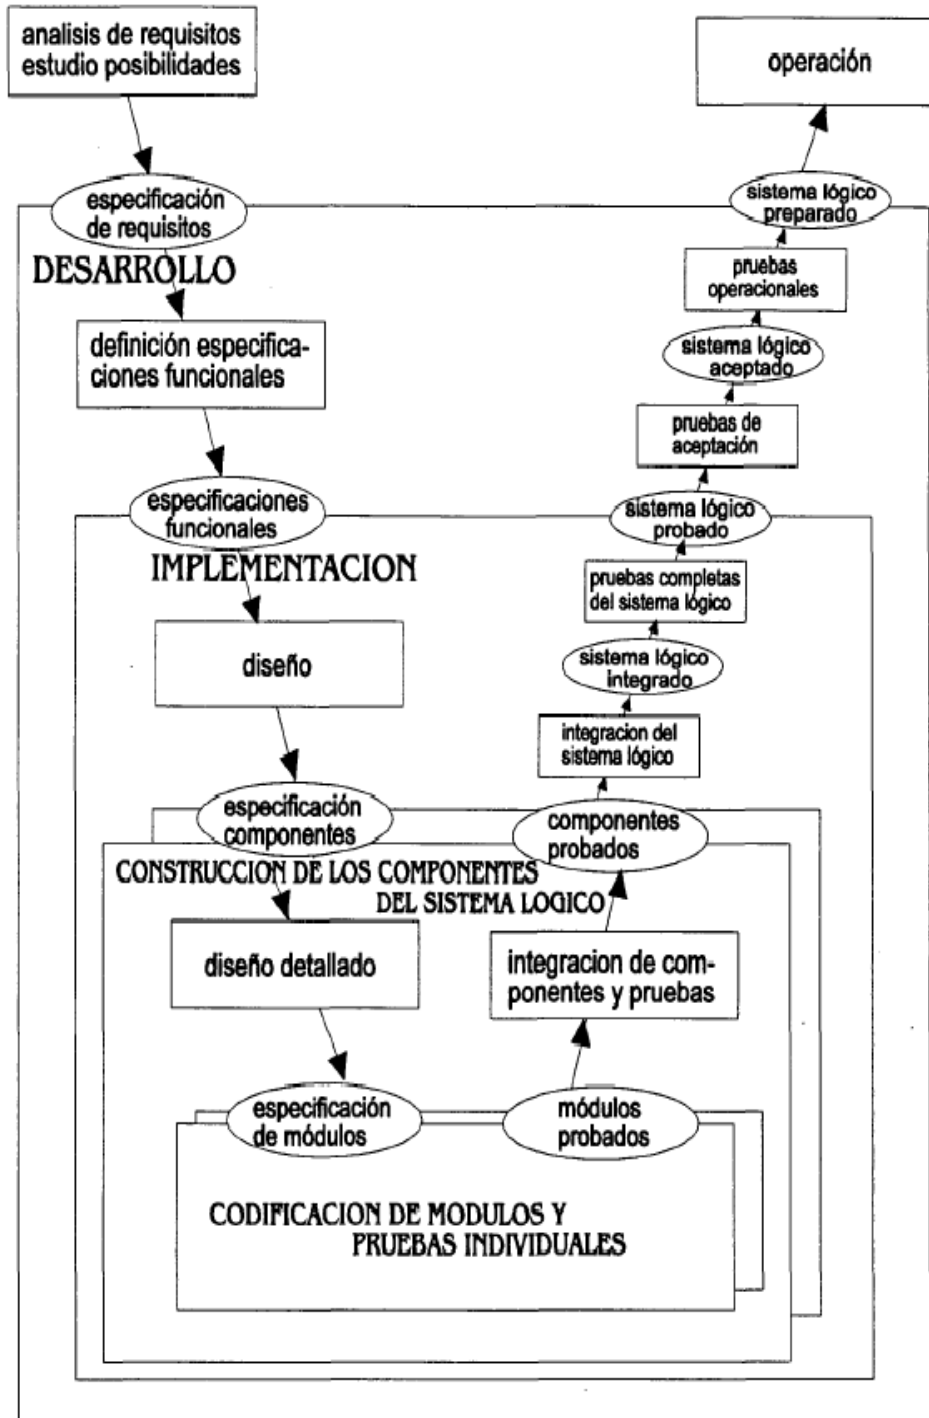 analisis de requisitos
estudio posibilidades
operación
especificación
de requisitos
sistema lógico
preparado
DESARROLLO
pruebas
operacionales
definición especifica-
ciones funcionales
sistema lógico
aceptado
pruebas de
aceptación
especificaciones
funcionales
sistema lógico
probado
IMPLEMENTACION
pruebas completas
del sistema lógico
diseño
sistema lógico
integrado
integracion del
sistema lógico
especificación
componentes
componentes
probados
CONSTRUCCION DE LOS COMPONENTES
DEL SISTEMA LOGICO
diseño detallado
integracion de com-
ponentes y pruebas
especificación
de módulos
módulos
probados
CODIFICACION DE MODULOS Y
PRUEBAS INDIVIDUALES